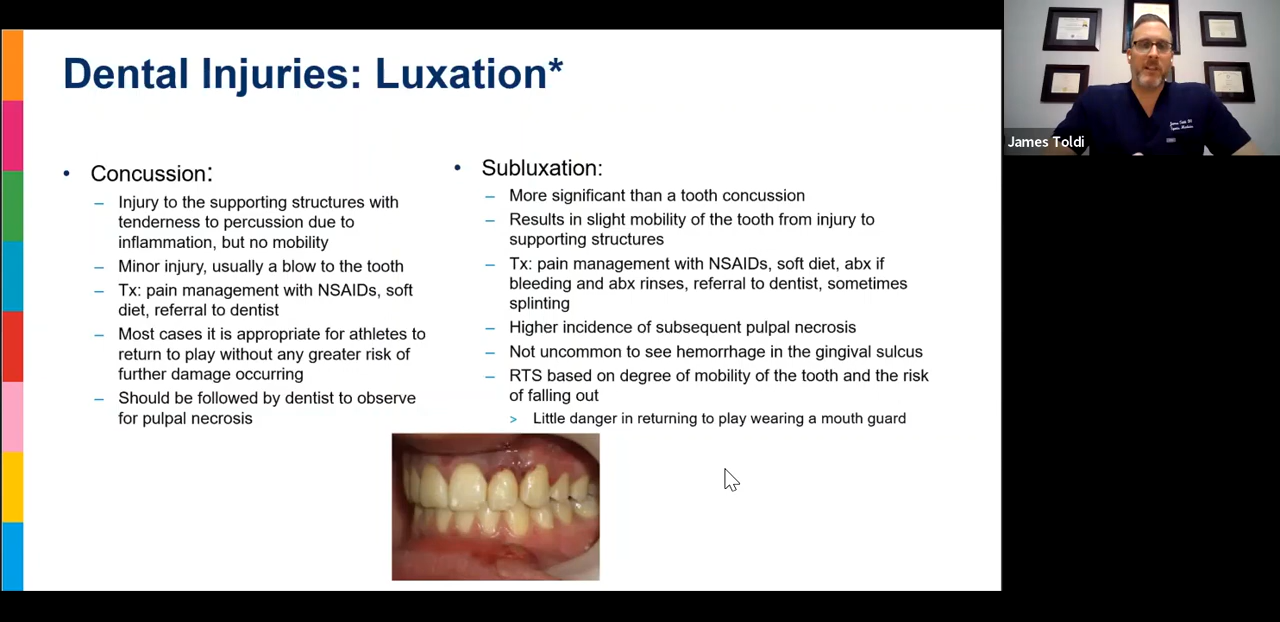 Dental Injuries: Luxation*
• Concussion:
– Injury to the supporting structures with
tenderness to percussion due to
inflammation, but no mobility
– Minor injury, usually a blow to the tooth
– Tx: pain management with NSAIDs, soft
diet, referral to dentist
– Most cases it is appropriate for athletes to
return to play without any greater risk of
further damage occurring
– Should be followed by dentist to observe
for pulpal necrosis
• Subluxation:
– More significant than a tooth concussion
– Results in slight mobility of the tooth from injury to
supporting structures
– Tx: pain management with NSAIDs, soft diet, abx if
bleeding and abx rinses, referral to dentist, sometimes
splinting
– Higher incidence of subsequent pulpal necrosis
– Not uncommon to see hemorrhage in the gingival sulcus
– RTS based on degree of mobility of the tooth and the risk
of falling out
> Little danger in returning to play wearing a mouth guard
James Toldi